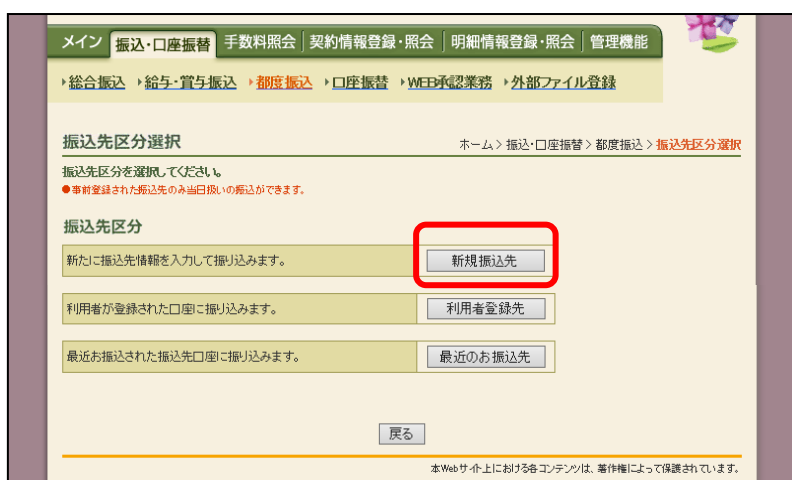 メイン 振込・口座振替 手数料照会 契約情報登録・照会 明細情報登録・照会 管理機能
総合振込 給与・賞与振込 都度振込 口座振替 WEB承認業務 外部ファイル登録
振込先区分選択
ホーム > 振込・口座振替 > 都度振込 > 振込先区分選択
振込先区分を選択してください。
●事前登録された振込先のみ当日扱いの振込ができます。
振込先区分
新たに振込先情報を入力して振り込みます。 新規振込先
利用者が登録された口座に振り込みます。 利用者登録先
最近お振込された振込先口座に振り込みます。 最近のお振込先
戻る
本Webサイト上における各コンテンツは、著作権によって保護されています。